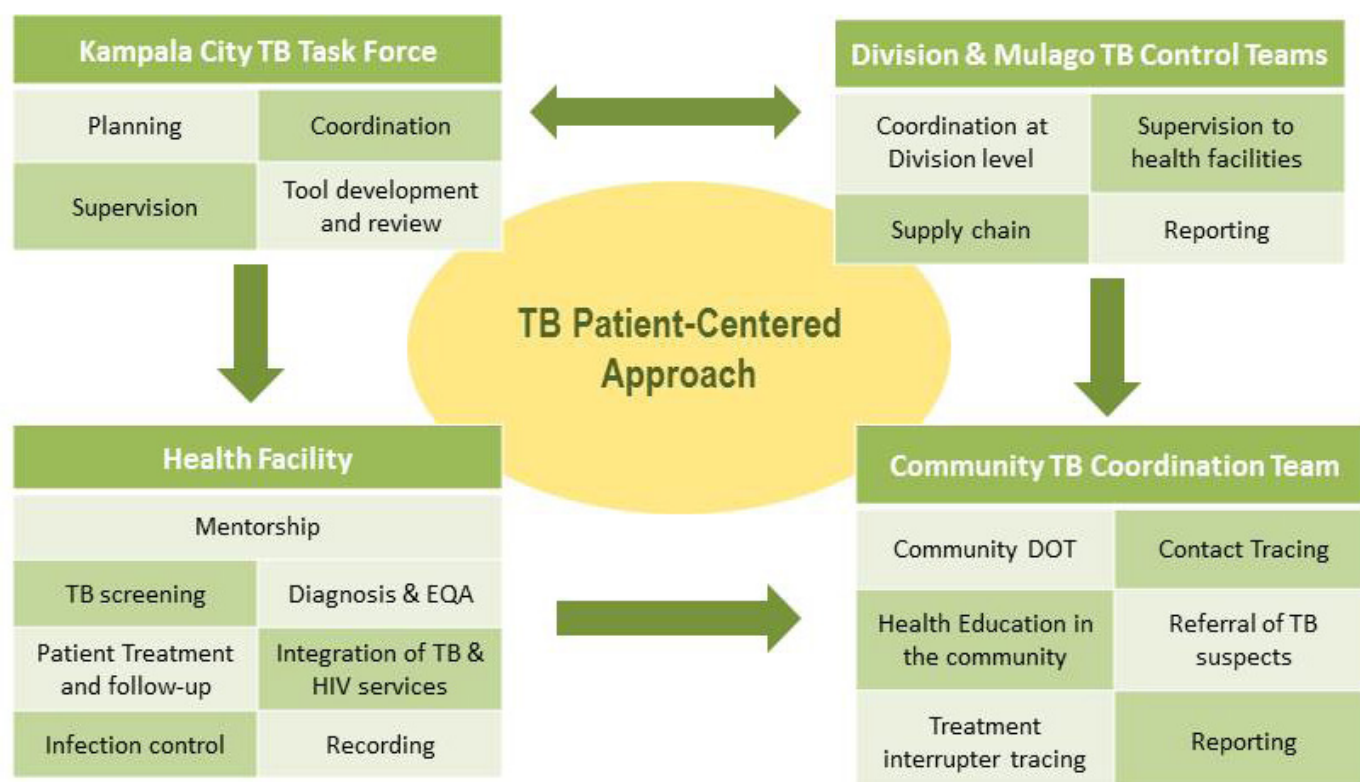 Kampala City TB Task Force
Planning
Coordination
Supervision
Tool development
and review
Division & Mulago TB Control Teams
Coordination at
Division level
Supervision to
health facilities
Supply chain
Reporting
TB Patient-Centered
Approach
Health Facility
Mentorship
TB screening
Diagnosis & EQA
Patient Treatment
and follow-up
Integration of TB &
HIV services
Infection control
Recording
Community TB Coordination Team
Community DOT
Contact Tracing
Health Education in
the community
Referral of TB
suspects
Treatment
interrupter tracing
Reporting